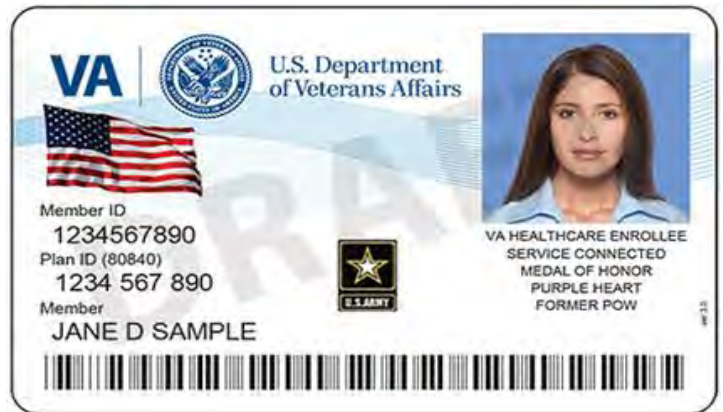 VA
U.S. Department
of Veterans Affairs
Member ID
1234567890
Plan ID (80840)
1234 567 890
Member
JANE D SAMPLE
U.S.ARMY
VA HEALTHCARE ENROLLEE
SERVICE CONNECTED
MEDAL OF HONOR
PURPLE HEART
FORMER POW
DRAFT